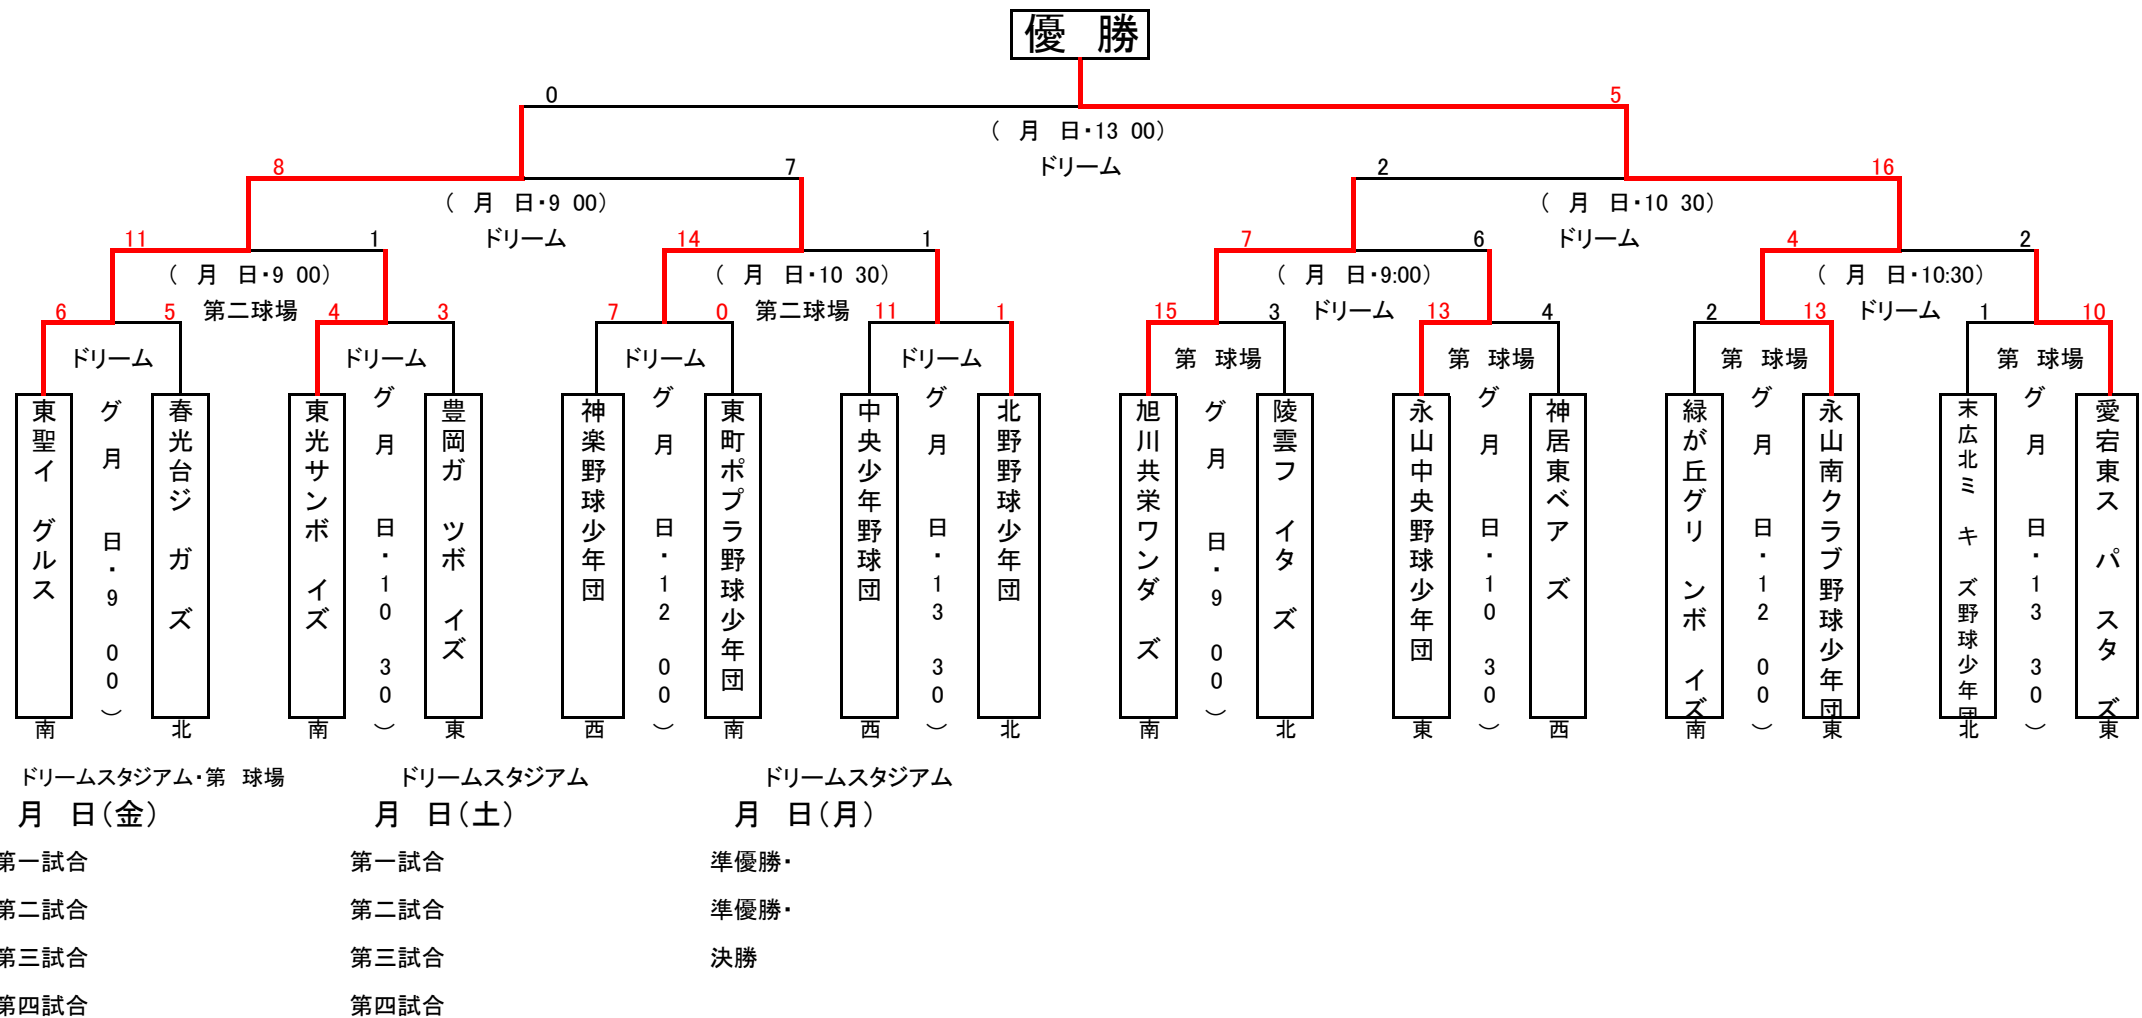 優 勝
0 5
( 月 日・13 00)
ドリーム
8 7 2 16
( 月 日・9 00) ( 月 日・10 30)
ドリーム ドリーム
11 1 14 1 7 6 4 2
( 月 日・9 00) ( 月 日・10 30) ( 月 日・9:00) ( 月 日・10:30)
第二球場 第二球場 ドリーム ドリーム
6 5 4 3 7 0 11 1 15 3 13 4 2 13 1 10
ドリーム ドリーム ドリーム ドリーム 第 球場 第 球場 第 球場 第 球場
東聖イ グルス
グ月 日・9 00)
春光台ジ ガ ズ
東光サンボ イズ
グ月 日・10 30)
豊岡ガ ツボ イズ
神楽野球少年団
グ月 日・12 00)
東町ポプラ野球少年団
中央少年野球団
グ月 日・13 30)
北野野球少年団
旭川共栄ワンダ ズ
グ月 日・9 00)
陵雲フ イタ ズ
永山中央野球少年団
グ月 日・10 30)
神居東ベア ズ
緑が丘グリ ンボ イズ
グ月 日・12 00)
永山南クラブ野球少年団
末広北ミ キ ズ野球少年団
グ月 日・13 30)
愛宕東ス パ スタ ズ
南 北 南 東 西 南 西 北 南 北 東 西 南 東 北 東
ドリームスタジアム・第 球場 ドリームスタジアム ドリームスタジアム
月 日(金) 月 日(土) 月 日(月)
第一試合 第一試合 準優勝・
第二試合 第二試合 準優勝・
第三試合 第三試合 決勝
第四試合 第四試合